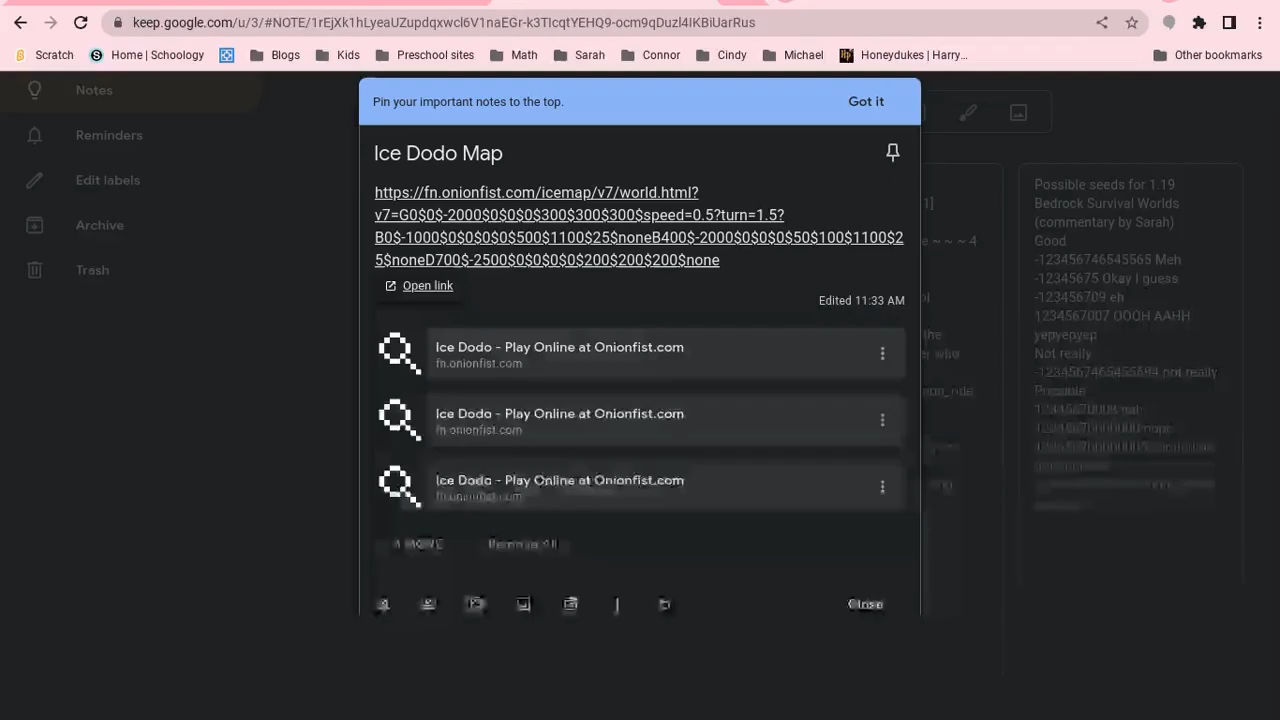 keep.google.com/u/3/#NOTE/1rEjXk1hLyeaUZupdqxwcl6V1naEGr-k3TIcqtYEHQ9-ocm9qDuzl4IKBiUarRus
Scratch
Home | Schoology
Blogs
Kids
Preschool sites
Math
Sarah
Connor
Cindy
Michael
Honeydukes | Harry...
Other bookmarks
Notes
Reminders
Edit labels
Archive
Trash
Pin your important notes to the top.
Got it
Ice Dodo Map
https://fn.onionfist.com/icemap/v7/world.html?
v7=G0$0$-2000$0$0$0$300$300$300$speed=0.5?turn=1.5?
B0$-1000$0$0$0$0$500$1100$25$noneB400$-2000$0$0$0$50$100$1100$2
5$noneD700$-2500$0$0$0$0$200$200$200$none
Open link
Edited 11:33 AM
Ice Dodo - Play Online at Onionfist.com
fn.onionfist.com
Ice Dodo - Play Online at Onionfist.com
fn.onionfist.com
Ice Dodo - Play Online at Onionfist.com
fn.onionfist.com
Close
Possible seeds for 1.19
Bedrock Survival Worlds
(commentary by Sarah)
Good
-123456746545565 Meh
-12345675 Okay I guess
-123456709 eh
1234567007 OOOH AAHH
yepyepyep
Not really
not really
Possible